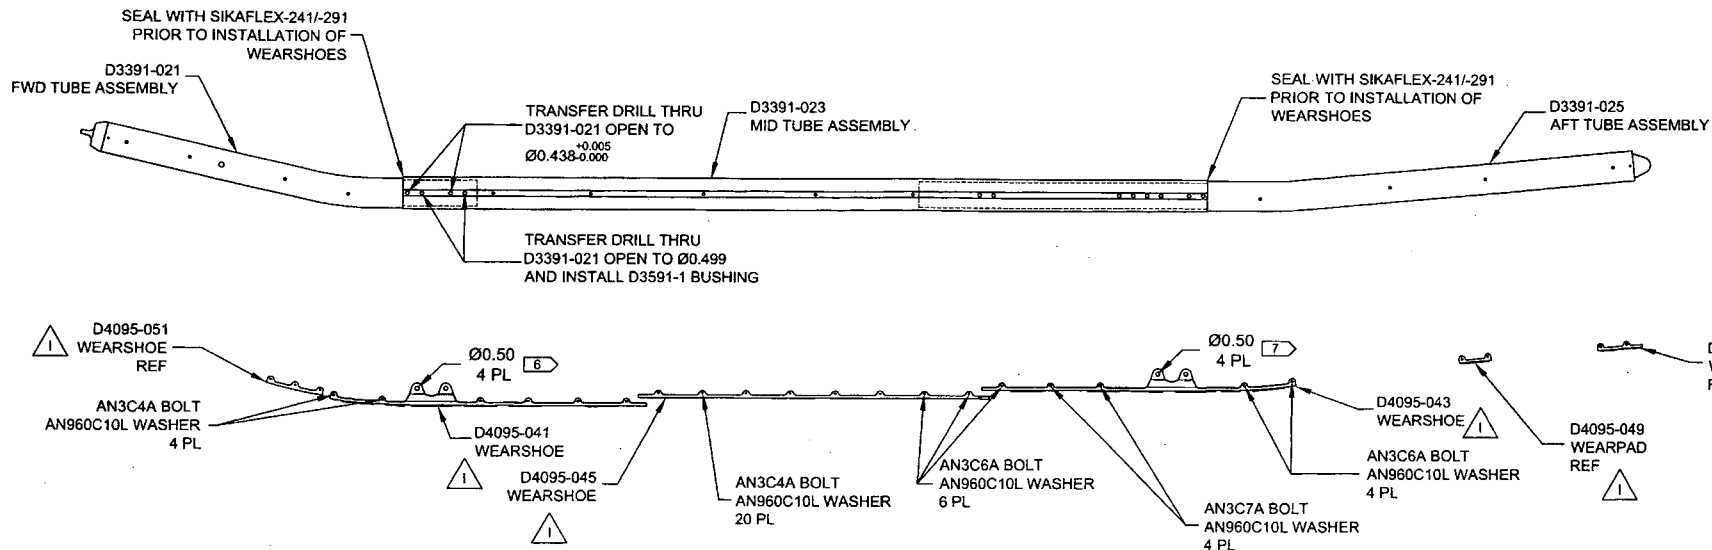 SEAL WITH SIKAFLEX-241/-291
PRIOR TO INSTALLATION OF
WEARSHOES
D3391-021
FWD TUBE ASSEMBLY
TRANSFER DRILL THRU
D3391-021 OPEN TO
Ø0.438+0.005
-0.000
D3391-023
MID TUBE ASSEMBLY
SEAL WITH SIKAFLEX-241/-291
PRIOR TO INSTALLATION OF
WEARSHOES
D3391-025
AFT TUBE ASSEMBLY
TRANSFER DRILL THRU
D3391-021 OPEN TO Ø0.499
AND INSTALL D3591-1 BUSHING
1
D4095-051
WEARSHOE
REF
Ø0.50
4 PL
6
Ø0.50
4 PL
7
AN3C4A BOLT
AN960C10L WASHER
4 PL
D4095-041
WEARSHOE
1
D4095-045
WEARSHOE
1
AN3C4A BOLT
AN960C10L WASHER
20 PL
AN3C6A BOLT
AN960C10L WASHER
6 PL
AN3C7A BOLT
AN960C10L WASHER
4 PL
D4095-043
WEARSHOE
1
AN3C6A BOLT
AN960C10L WASHER
4 PL
D4095-049
WEARPAD
REF
1